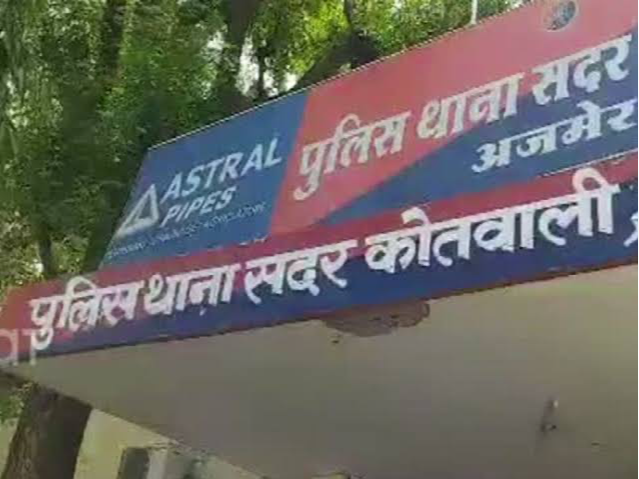 ASTRAL
PIPES
पुलिस थाना सदर
अजमेर
पुलिस थाना सदर कोतवाली